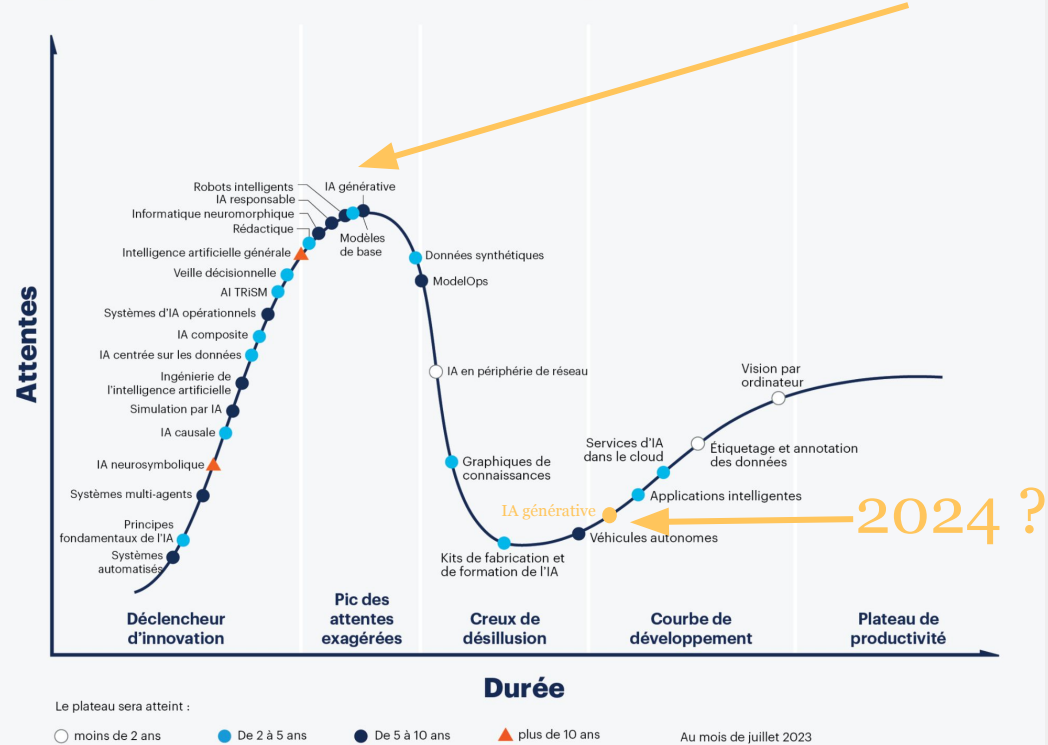 Attentes
Robots intelligents
IA générative
IA responsable
Informatique neuromorphique
Rédactique
Modèles
de base
Intelligence artificielle générale
Données synthétiques
Veille décisionnelle
ModelOps
AI TRiSM
Systèmes d'IA opérationnels
IA composite
IA centrée sur les données
IA en périphérie de réseau
Vision par
ordinateur
Ingénierie de
l'intelligence artificielle
Simulation par IA
IA causale
Services d'IA
dans le cloud
Étiquetage et annotation
des données
IA neurosymbolique
Graphiques de
connaissances
Systèmes multi-agents
Applications intelligentes
IA générative
2024 ?
Principes
fondamentaux de l'IA
Véhicules autonomes
Systèmes
automatisés
Kits de fabrication et
de formation de l'IA
Déclencheur
d'innovation
Pic des
attentes
exagérées
Creux de
désillusion
Courbe de
développement
Plateau de
productivité
Durée
Le plateau sera atteint :
moins de 2 ans
De 2 à 5 ans
De 5 à 10 ans
plus de 10 ans
Au mois de juillet 2023